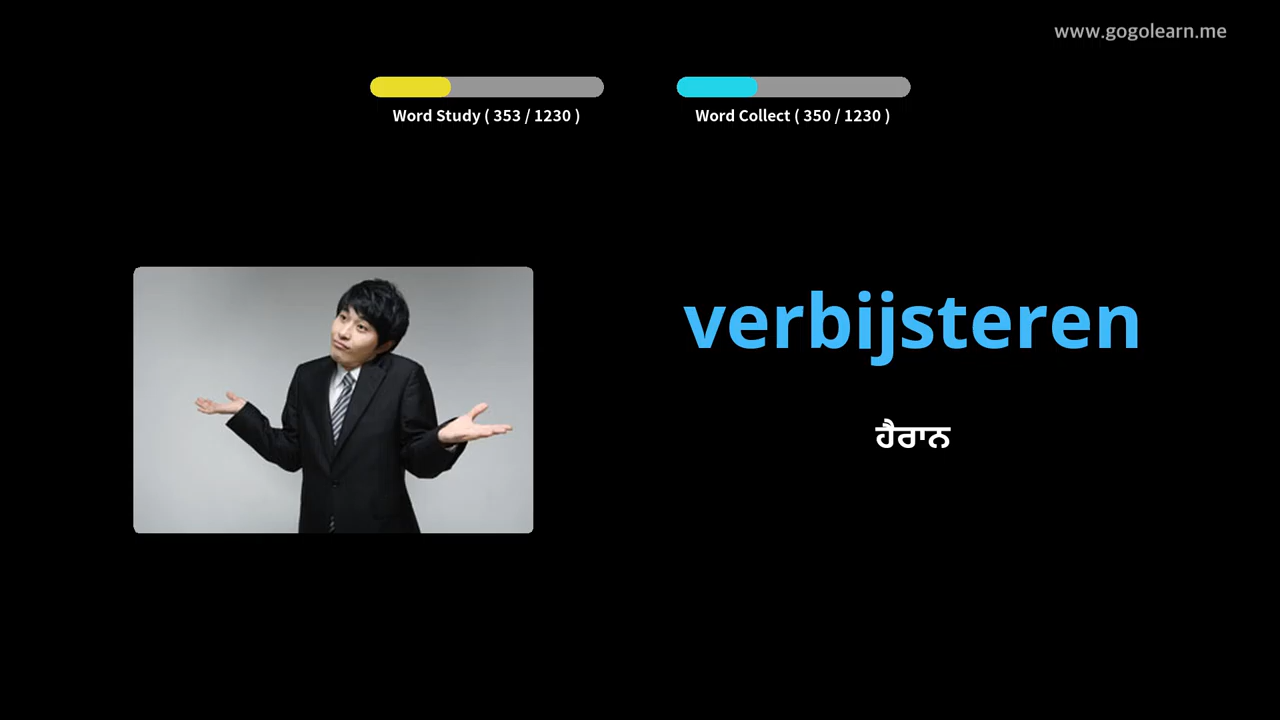 www.gogolearn.me
Word Study ( 353 / 1230 )
Word Collect ( 350 / 1230 )
verbijsteren
ਹੈਰਾਨ